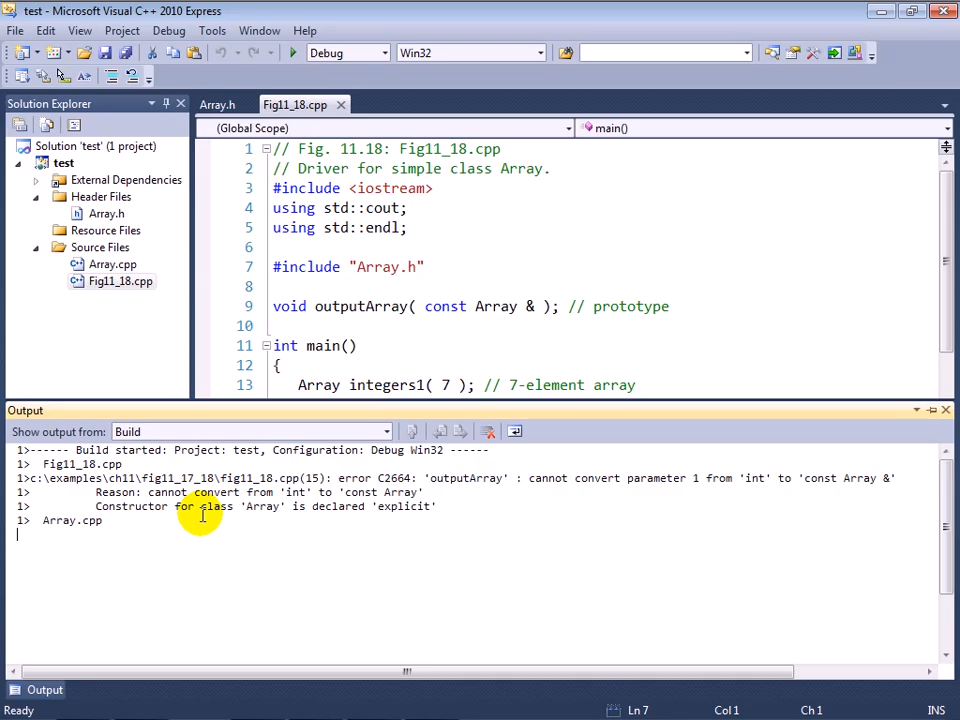 test - Microsoft Visual C++ 2010 Express
File Edit View Project Debug Tools Window Help
Debug Win32
Solution Explorer
Array.h Fig11_18.cpp
(Global Scope) main()
Solution 'test' (1 project)
test
External Dependencies
Header Files
Array.h
Resource Files
Source Files
Array.cpp
Fig11_18.cpp
1 // Fig. 11.18: Fig11_18.cpp
2 // Driver for simple class Array.
3 #include <iostream>
4 using std::cout;
5 using std::endl;
6
7 #include "Array.h"
8
9 void outputArray( const Array & ); // prototype
10
11 int main()
12 {
13 Array integers1( 7 ); // 7-element array
Output
Show output from: Build
1>------ Build started: Project: test, Configuration: Debug Win32 ------
1> Fig11_18.cpp
1>c:\examples\ch11\fig11_17_18\fig11_18.cpp(15): error C2664: 'outputArray' : cannot convert parameter 1 from 'int' to 'const Array &'
1> Reason: cannot convert from 'int' to 'const Array'
1> Constructor for class 'Array' is declared 'explicit'
1> Array.cpp
Output
Ready Ln 7 Col 1 Ch 1 INS